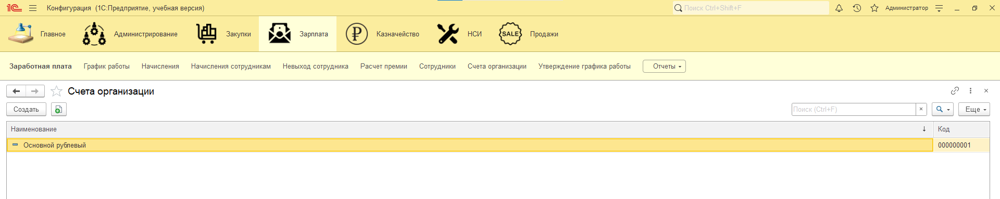 1С Конфигурация (1С:Предприятие, учебная версия) Поиск Ctrl+Shift+F Администратор
Главное Администрирование Закупки Зарплата Казначейство НСИ SALE Продажи
Заработная плата График работы Начисления Начисления сотрудникам Невыход сотрудника Расчет премии Сотрудники Счета организации Утверждение графика работы Отчеты
Счета организации
Создать Поиск (Ctrl+F) × Еще
Наименование ↓ Код
Основной рублевый 000000001